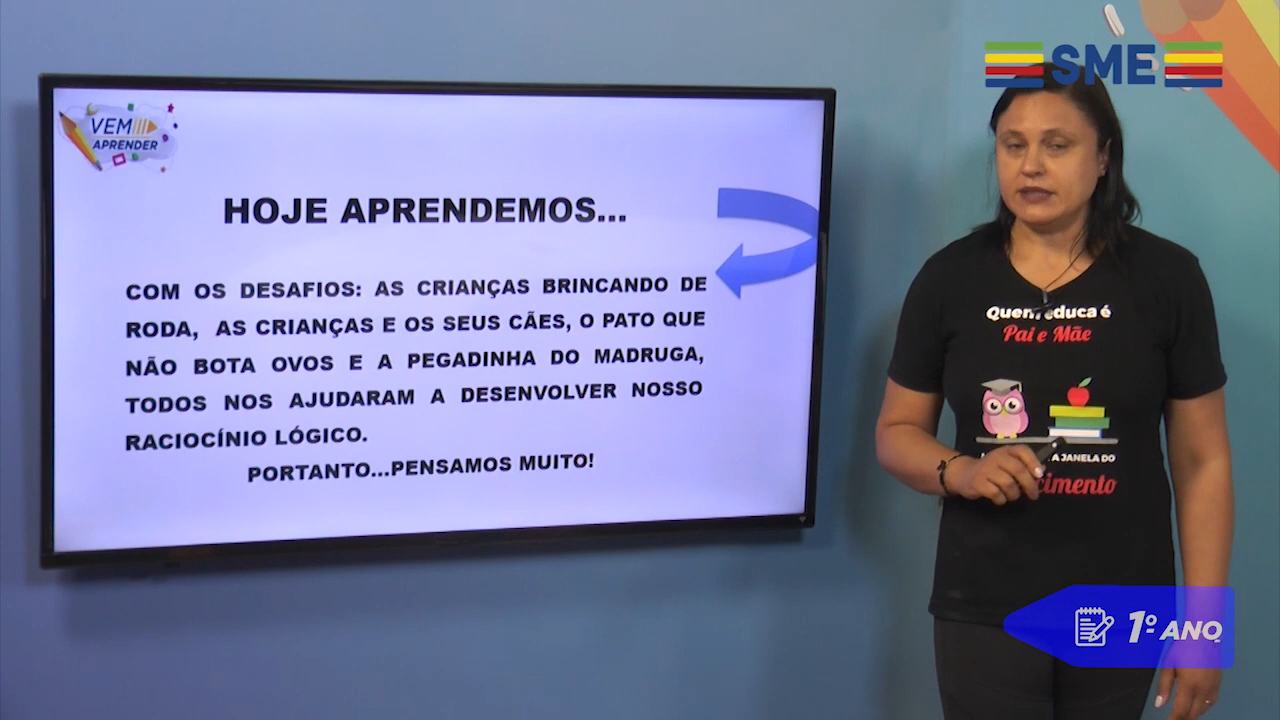 SME
VEM
APRENDER
HOJE APRENDEMOS...
COM OS DESAFIOS: AS CRIANÇAS BRINCANDO DE
RODA, AS CRIANÇAS E OS SEUS CÃES, O PATO QUE
NÃO BOTA OVOS E A PEGADINHA DO MADRUGA,
TODOS NOS AJUDARAM A DESENVOLVER NOSSO
RACIOCÍNIO LÓGICO.
PORTANTO...PENSAMOS MUITO!
Quem educa é
Pai e Mãe
A JANELA DO
1º ANO